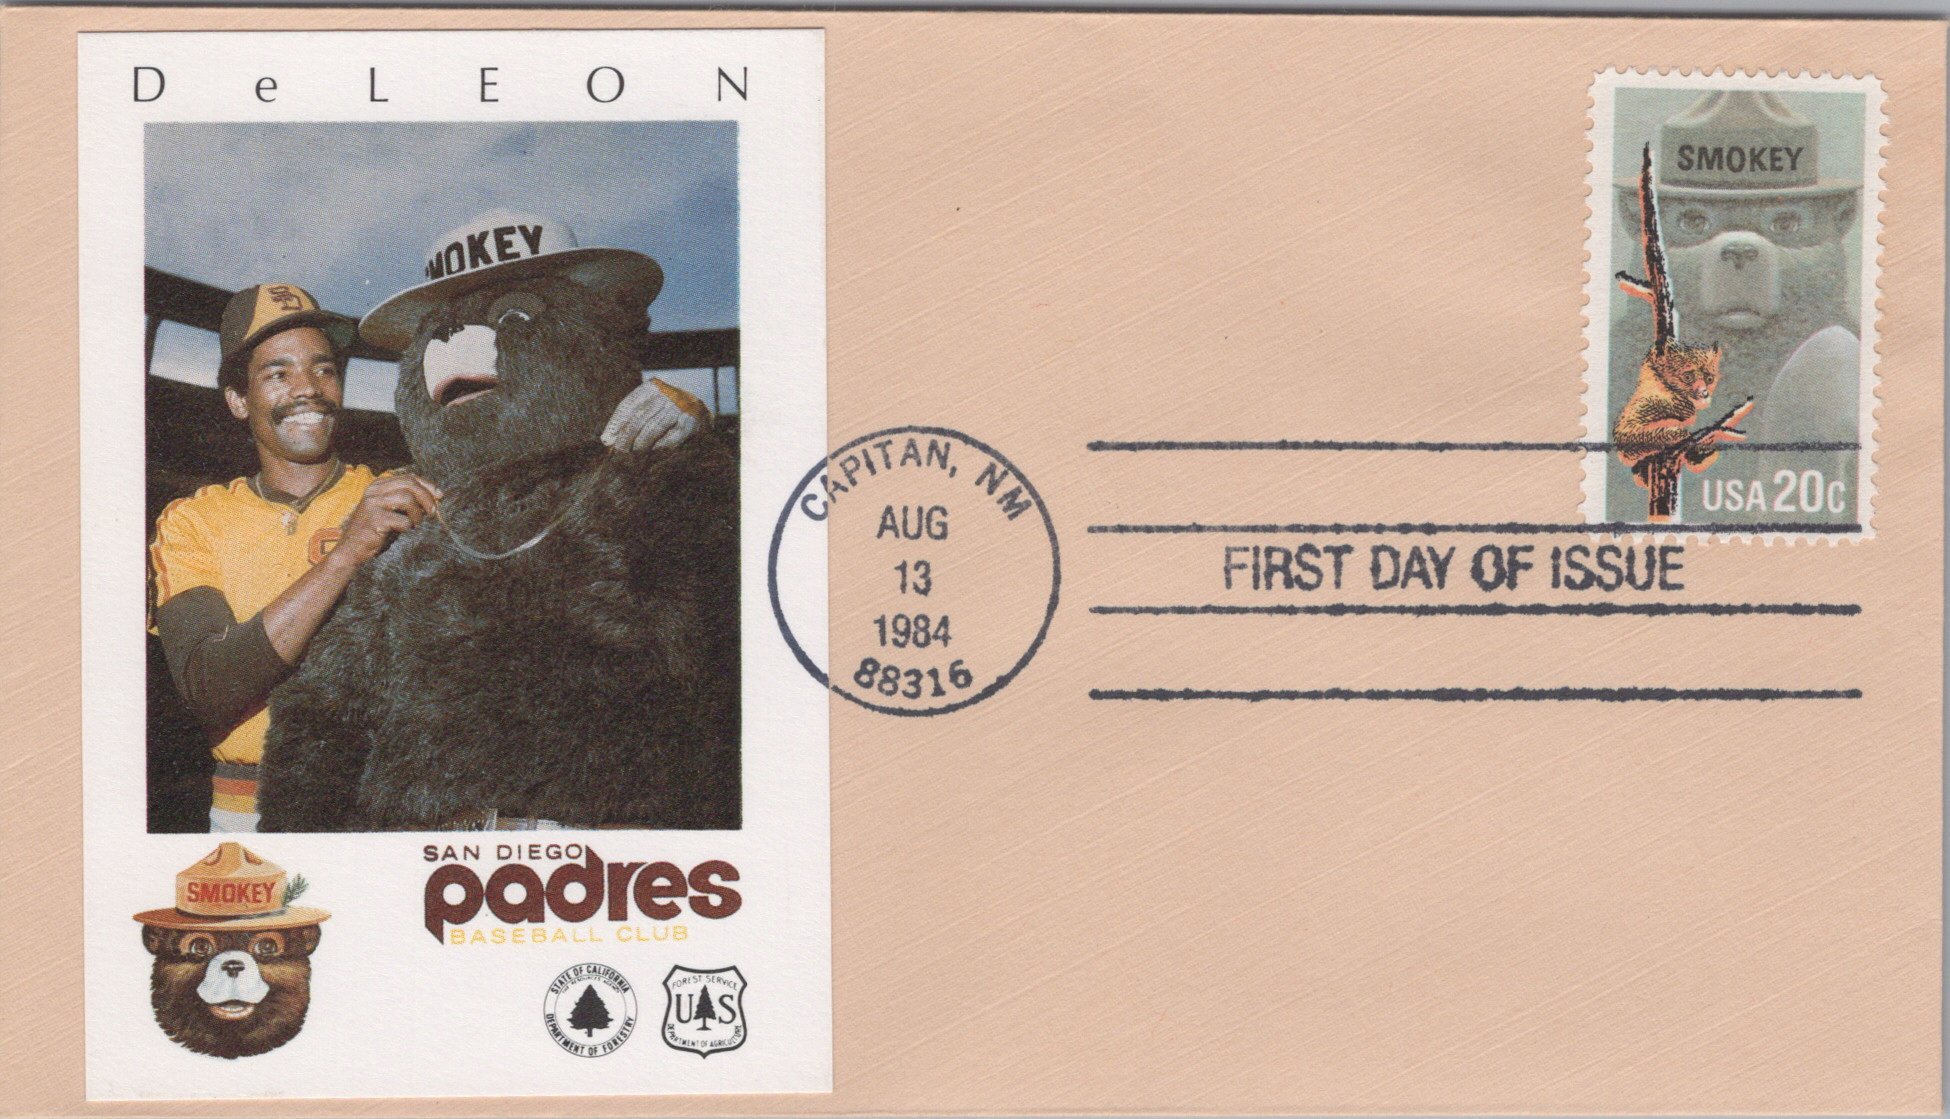 DeLEON
SMOKEY
SD
SMOKEY
SAN DIEGO
padres
BASEBALL CLUB
STATE OF CALIFORNIA
DEPARTMENT OF FORESTRY
FOREST SERVICE
U S
DEPARTMENT OF AGRICULTURE
CAPITAN, NM
AUG
13
1984
88316
SMOKEY
USA 20c
FIRST DAY OF ISSUE